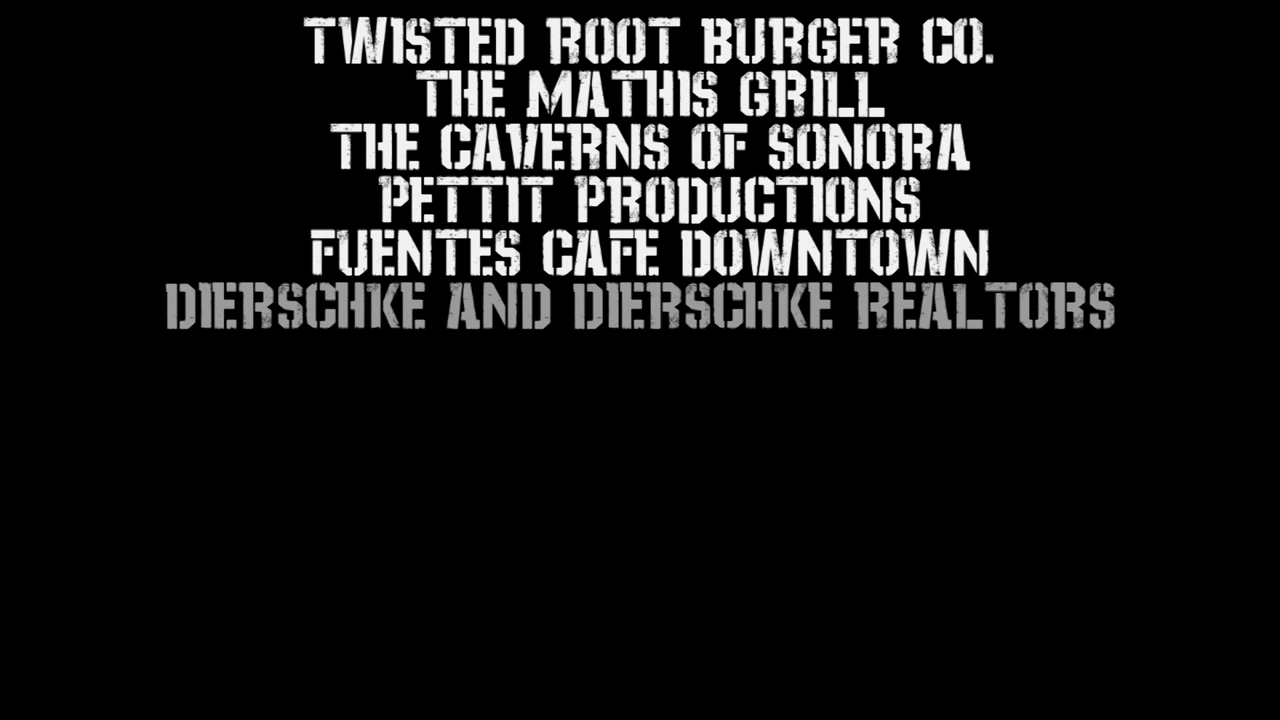 TWISTED ROOT BURGER CO.
THE MATHIS GRILL
THE CAVERNS OF SONORA
PETTIT PRODUCTIONS
FUENTES CAFE DOWNTOWN
DIERSCHKE AND DIERSCHKE REALTORS